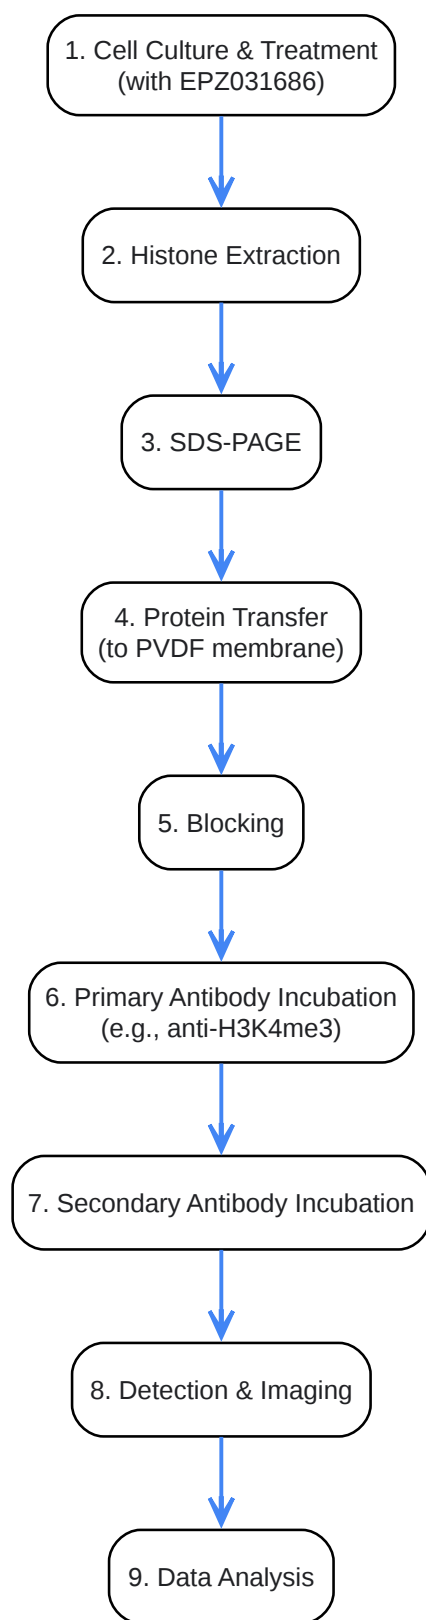 1. Cell Culture & Treatment
(with EPZ031686)
2. Histone Extraction
3. SDS-PAGE
4. Protein Transfer
(to PVDF membrane)
5. Blocking
6. Primary Antibody Incubation
(e.g., anti-H3K4me3)
7. Secondary Antibody Incubation
8. Detection & Imaging
9. Data Analysis